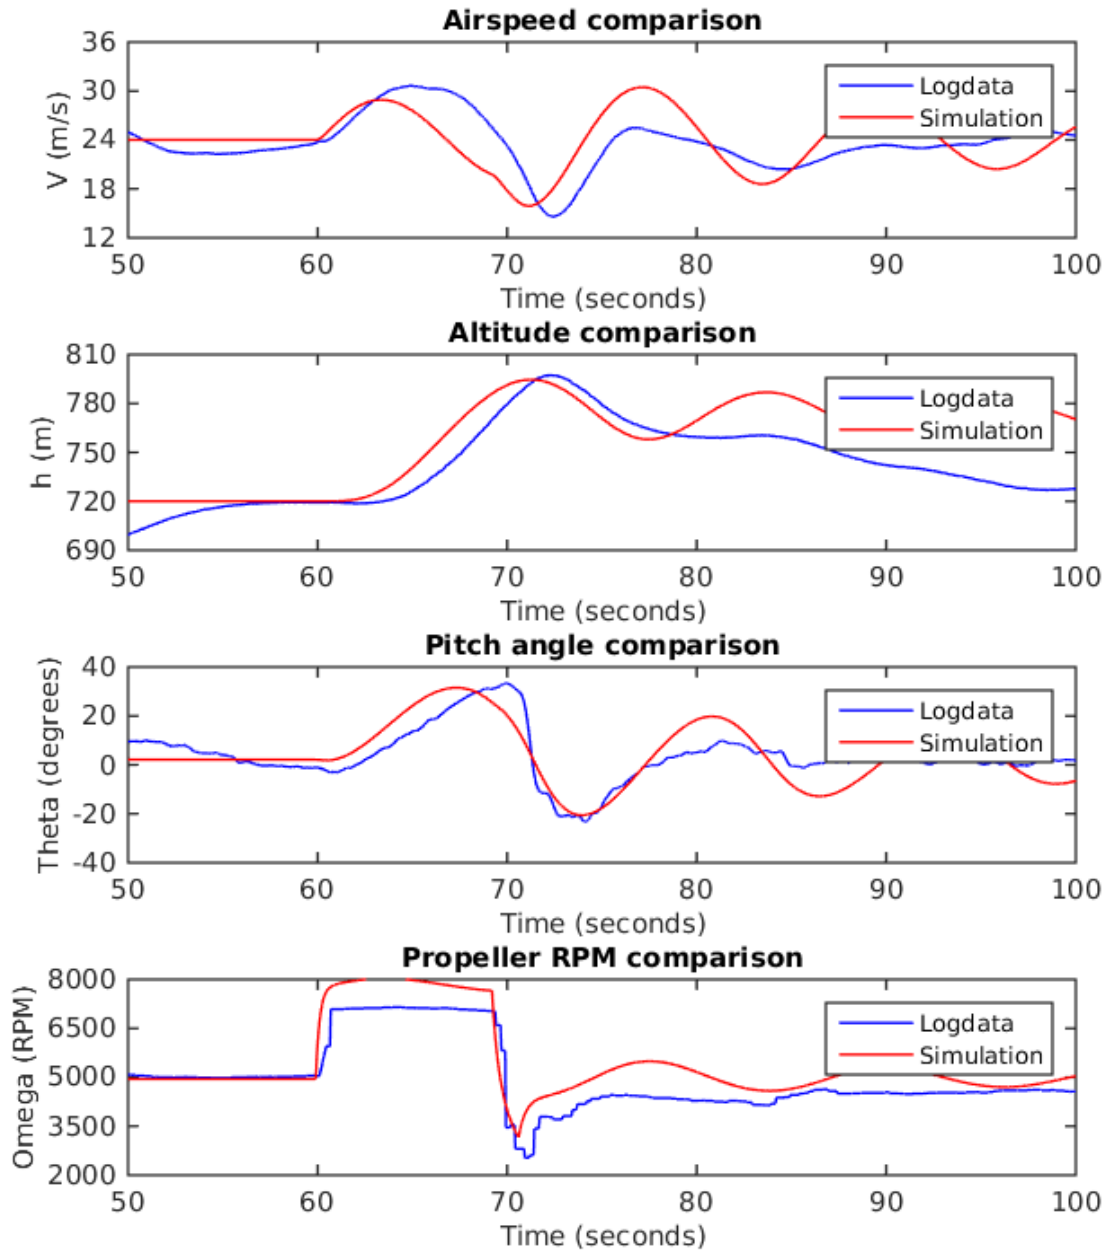 Airspeed comparison
36
30
24
18
12
V (m/s)
Logdata
Simulation
50 60 70 80 90 100
Time (seconds)
Altitude comparison
810
780
750
720
690
h (m)
Logdata
Simulation
50 60 70 80 90 100
Time (seconds)
Pitch angle comparison
40
20
0
-20
-40
Theta (degrees)
Logdata
Simulation
50 60 70 80 90 100
Time (seconds)
Propeller RPM comparison
8000
6500
5000
3500
2000
Omega (RPM)
Logdata
Simulation
50 60 70 80 90 100
Time (seconds)